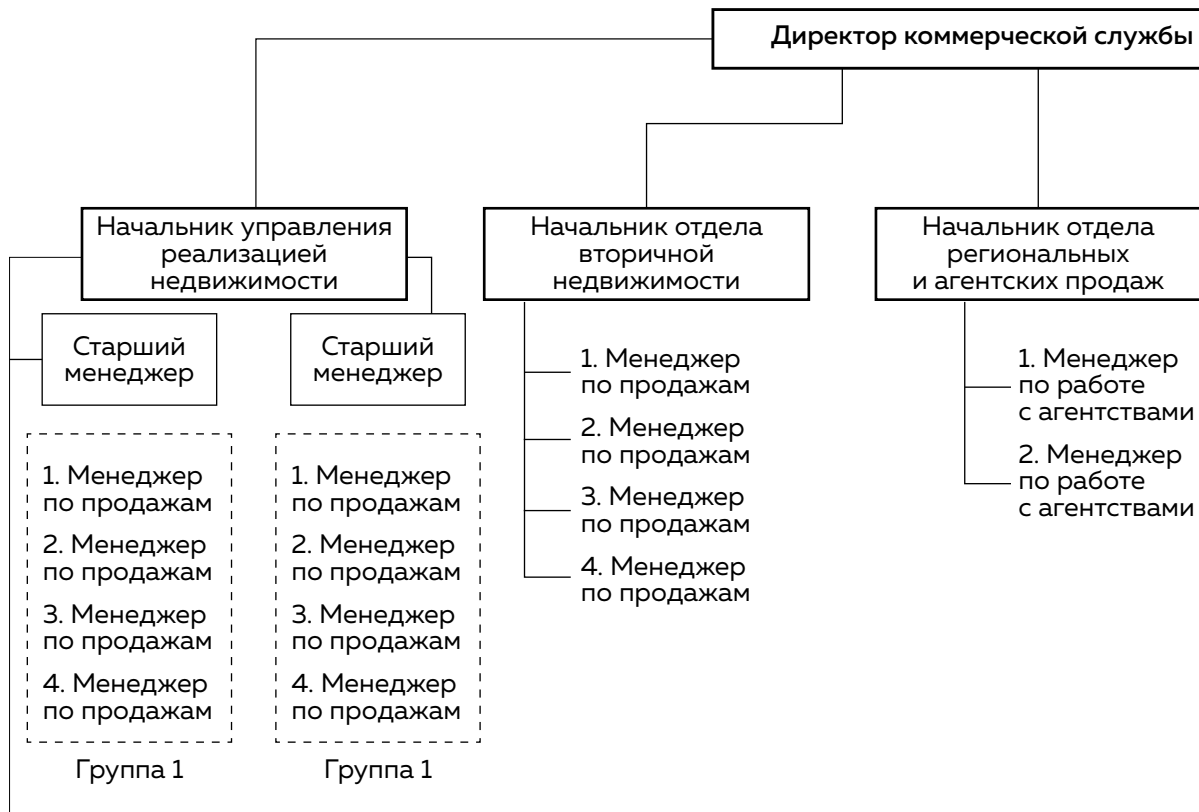 Директор коммерческой службы
Начальник управления
реализацией
недвижимости
Начальник отдела
вторичной
недвижимости
Начальник отдела
региональных
и агентских продаж
Старший
менеджер
Старший
менеджер
1. Менеджер
по продажам
2. Менеджер
по продажам
3. Менеджер
по продажам
4. Менеджер
по продажам
Группа 1
1. Менеджер
по продажам
2. Менеджер
по продажам
3. Менеджер
по продажам
4. Менеджер
по продажам
Группа 1
1. Менеджер
по продажам
2. Менеджер
по продажам
3. Менеджер
по продажам
4. Менеджер
по продажам
1. Менеджер
по работе
с агентствами
2. Менеджер
по работе
с агентствами